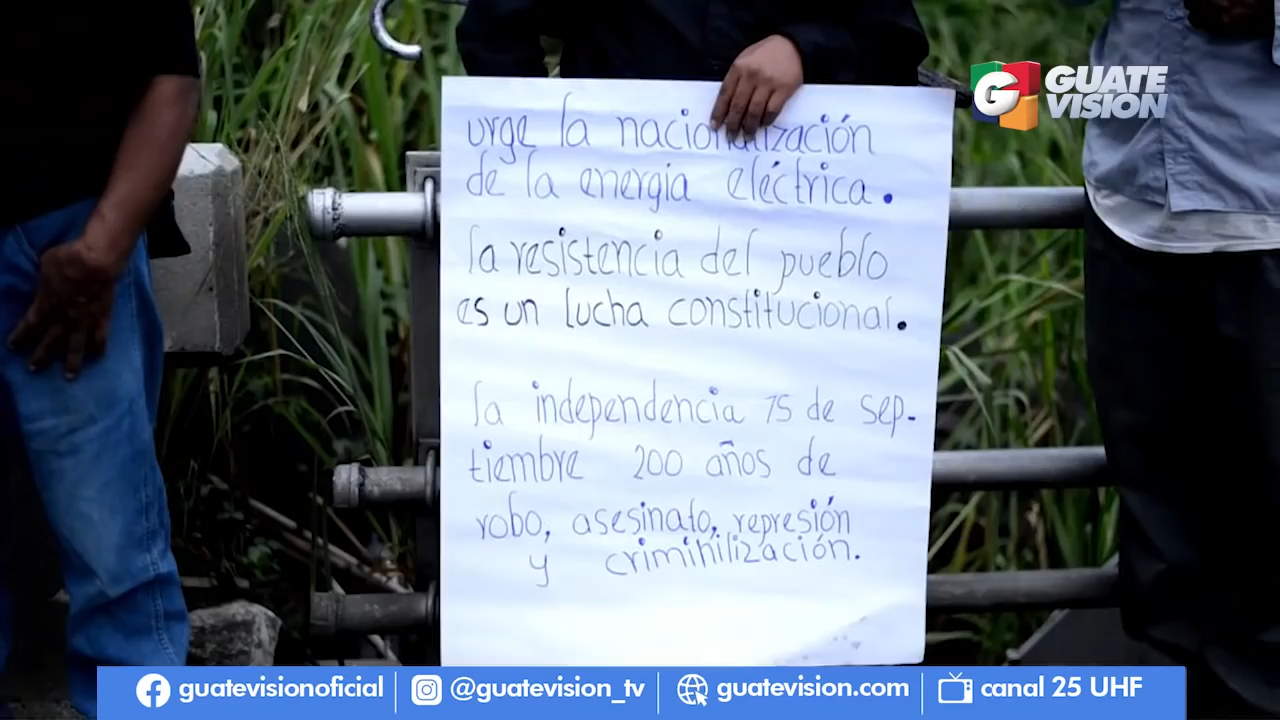 G GUATE
VISION
urge la nacionalización
de la energia eléctrica.
la resistencia del pueblo
es un lucha constitucional.
la independencia 15 de sep-
tiembre 200 años de
robo, asesinato, represión
y criminilización.
guatevisionoficial @guatevision_tv guatevision.com canal 25 UHF